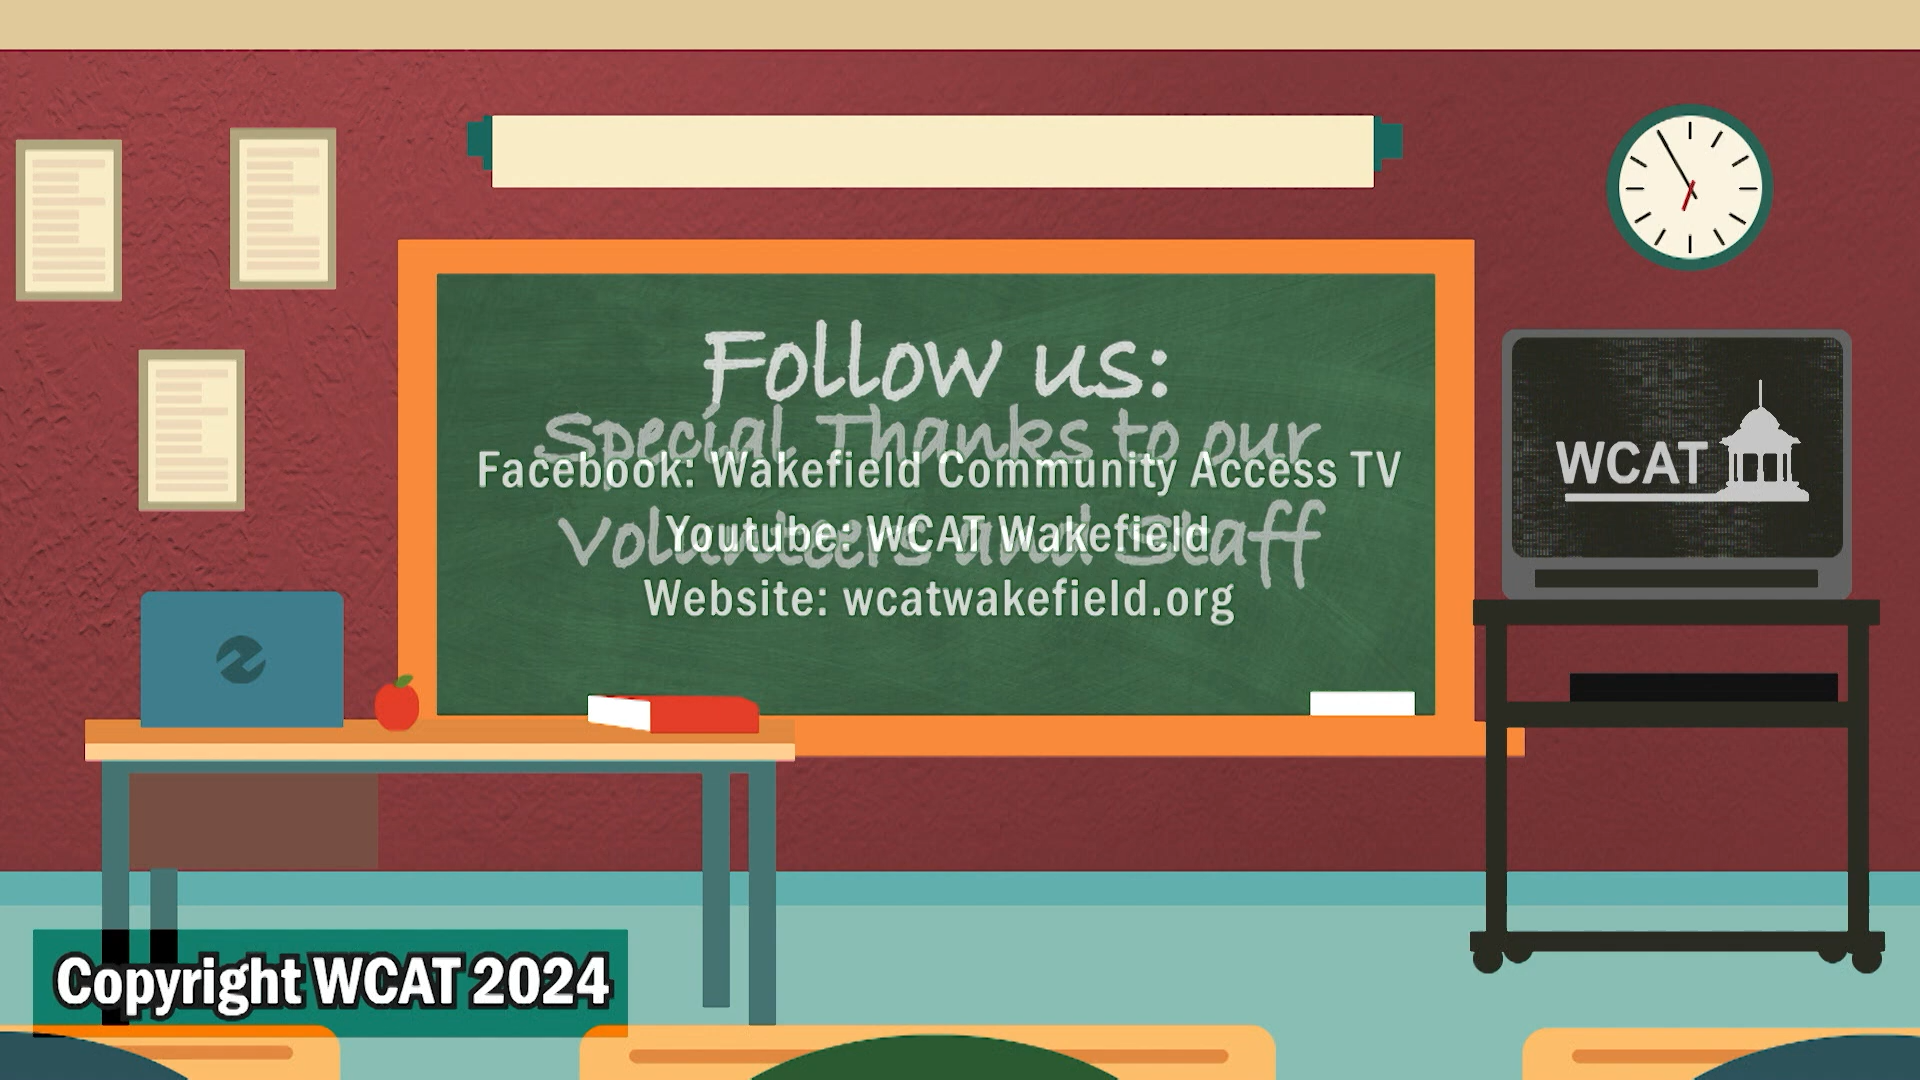 Follow us:
Special Thanks to our
Facebook: Wakefield Community Access TV
Volunteers and Staff
Youtube: WCAT Wakefield
Website: wcatwakefield.org
WCAT
Copyright WCAT 2024